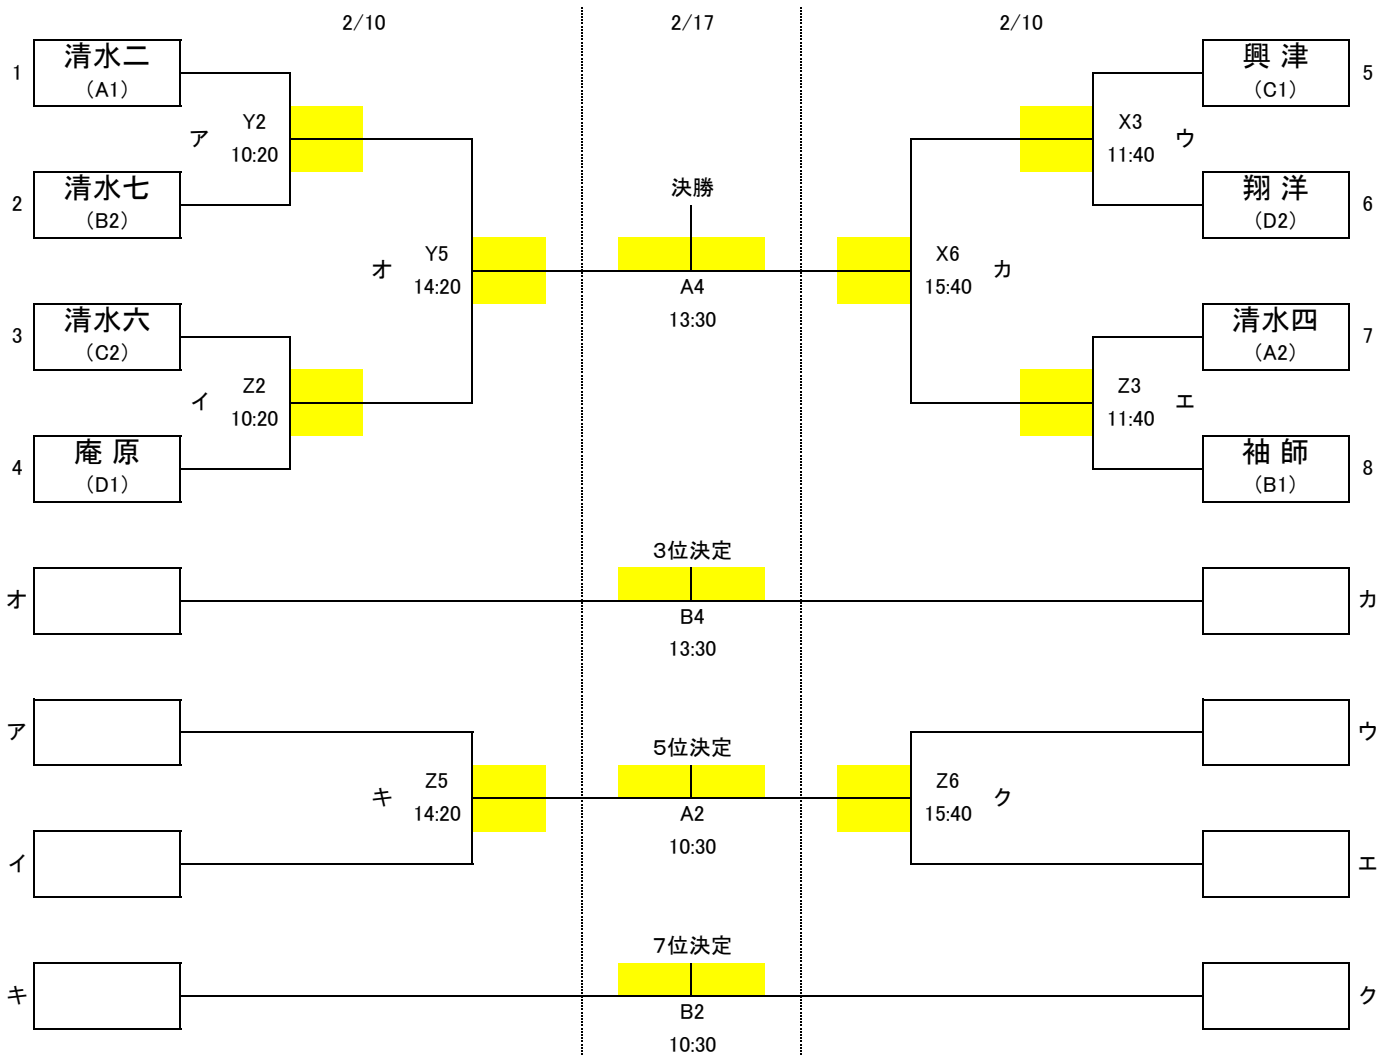 2/10 2/17 2/10
1 清水二 興 津 5
（A1） （C1）
ア Y2 X3 ウ
10:20 11:40
2 清水七 決勝 翔 洋 6
（B2） （D2）
オ Y5 X6 カ
14:20 A4 15:40
13:30
3 清水六 清水四 7
（C2） （A2）
イ Z2 Z3 エ
10:20 11:40
4 庵 原 袖 師 8
（D1） （B1）
3位決定
オ カ
B4
13:30
ア ウ
5位決定
キ Z5 Z6 ク
14:20 A2 15:40
10:30
イ エ
7位決定
キ ク
B2
10:30